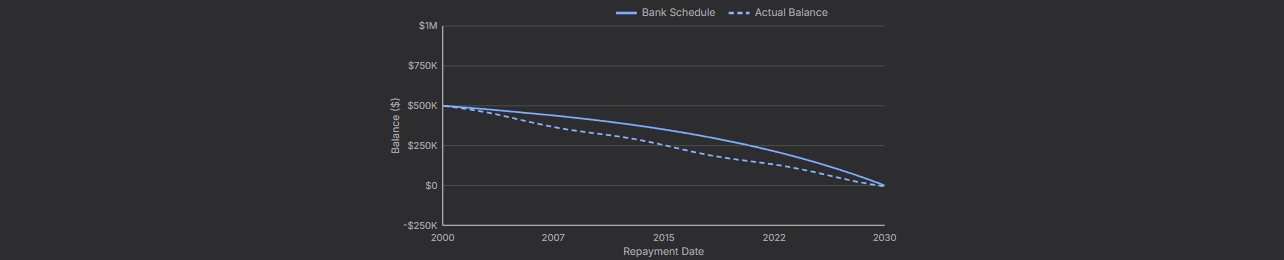 Bank Schedule Actual Balance
$1M
$750K
$500K
$250K
$0
-$250K
Balance ($)
2000 2007 2015 2022 2030
Repayment Date